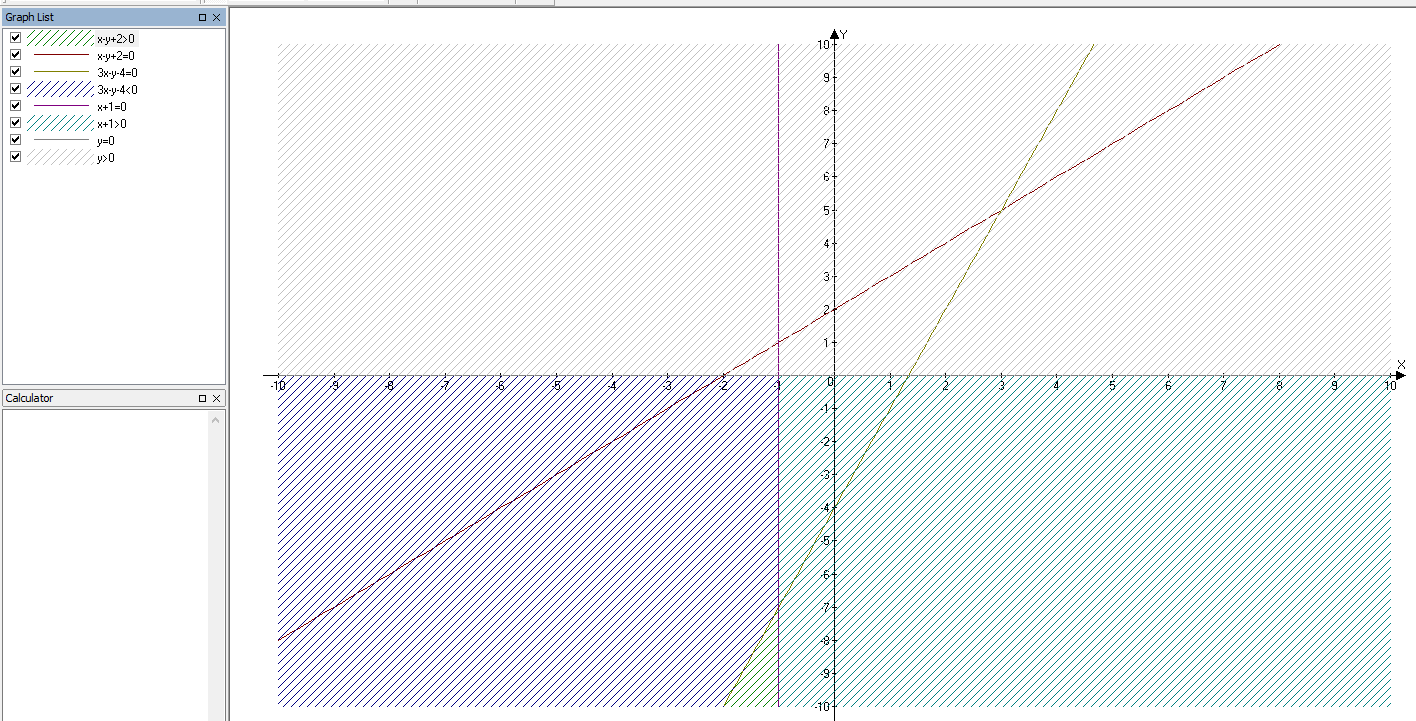 Graph List
x-y+2>0
x-y+2=0
3x-y-4=0
3x-y-4<0
x+1=0
x+1>0
y=0
y>0
Calculator
Y
10
9
8
7
6
5
4
3
2
1
X
-10 -9 -8 -7 -6 -5 -4 -3 -2 -1 0 1 2 3 4 5 6 7 8 9 10
-1
-2
-3
-4
-5
-6
-7
-8
-9
-10